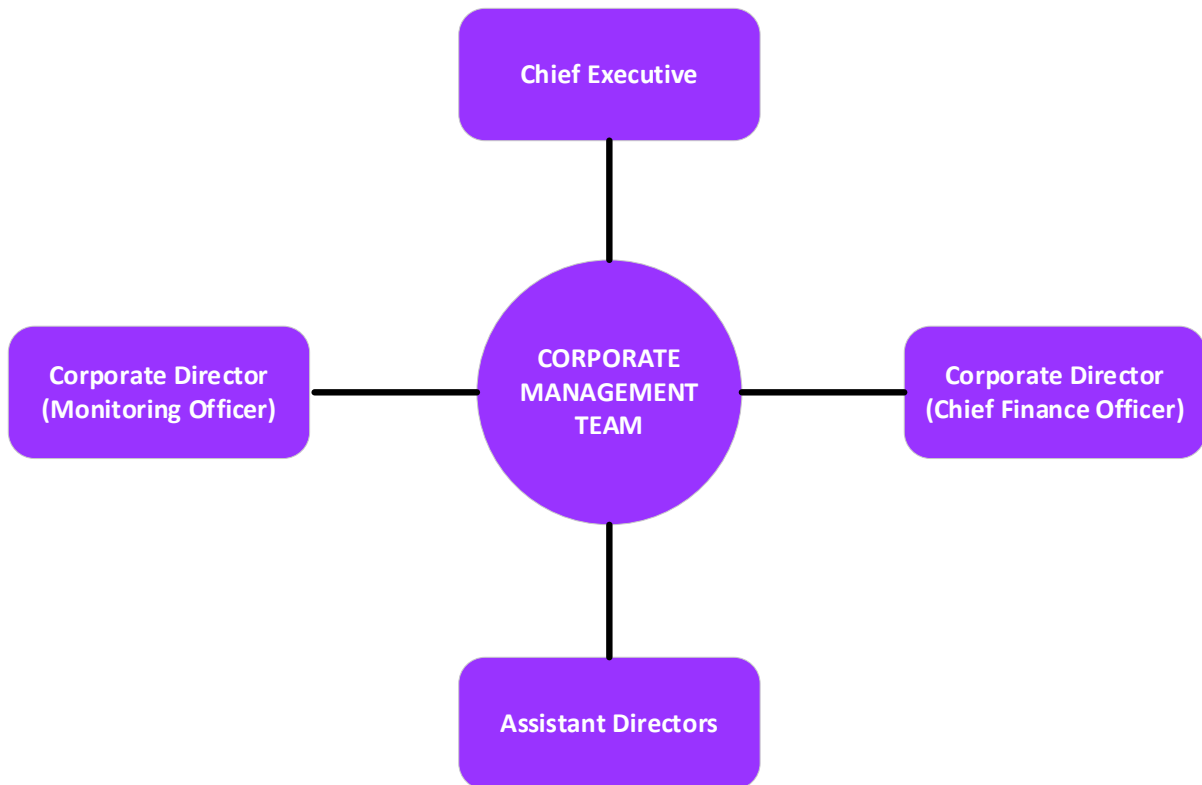 Chief Executive
Corporate Director
(Monitoring Officer)
CORPORATE
MANAGEMENT
TEAM
Corporate Director
(Chief Finance Officer)
Assistant Directors